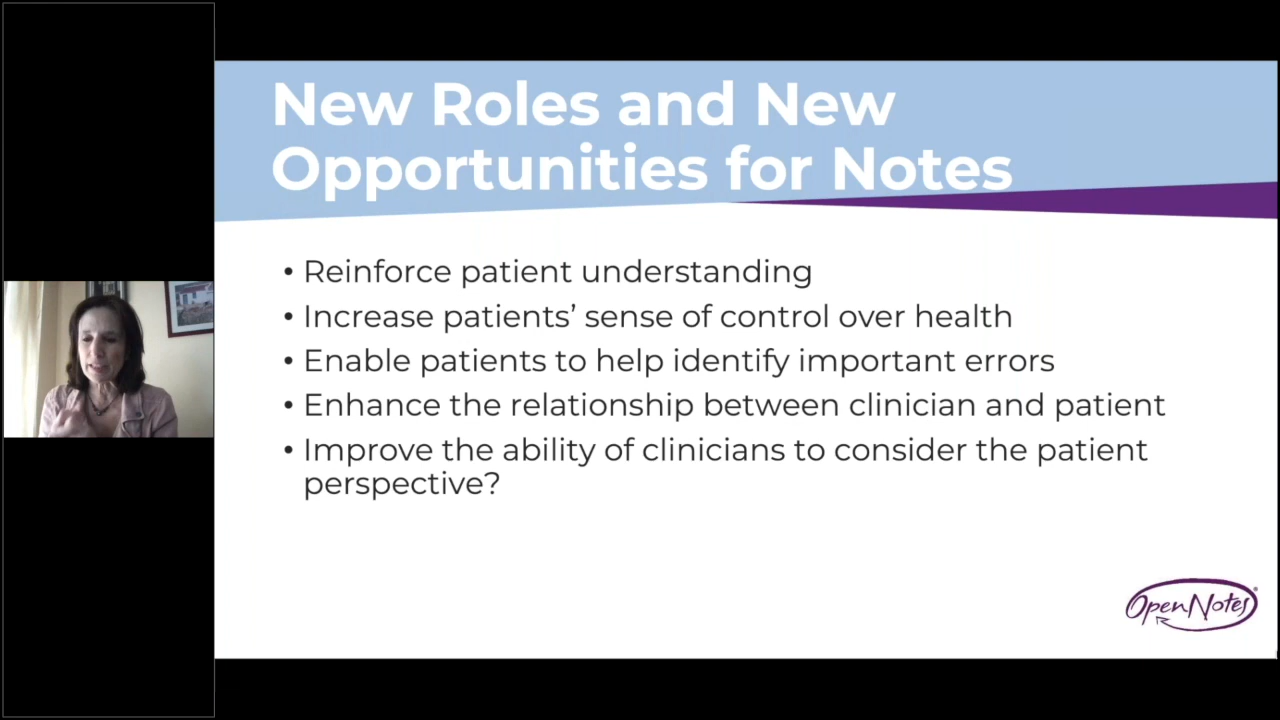 New Roles and New
Opportunities for Notes
• Reinforce patient understanding
• Increase patients’ sense of control over health
• Enable patients to help identify important errors
• Enhance the relationship between clinician and patient
• Improve the ability of clinicians to consider the patient
perspective?
OpenNotes®